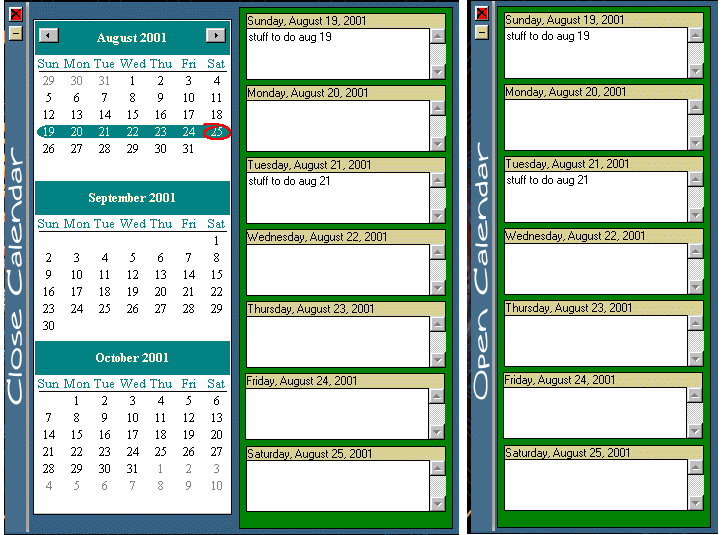 Close Calendar
August 2001
Sun Mon Tue Wed Thu Fri Sat
29 30 31 1 2 3 4
5 6 7 8 9 10 11
12 13 14 15 16 17 18
19 20 21 22 23 24 25
26 27 28 29 30 31
September 2001
Sun Mon Tue Wed Thu Fri Sat
1
2 3 4 5 6 7 8
9 10 11 12 13 14 15
16 17 18 19 20 21 22
23 24 25 26 27 28 29
30
October 2001
Sun Mon Tue Wed Thu Fri Sat
1 2 3 4 5 6
7 8 9 10 11 12 13
14 15 16 17 18 19 20
21 22 23 24 25 26 27
28 29 30 31 1 2 3
4 5 6 7 8 9 10
Sunday, August 19, 2001
stuff to do aug 19
Monday, August 20, 2001
Tuesday, August 21, 2001
stuff to do aug 21
Wednesday, August 22, 2001
Thursday, August 23, 2001
Friday, August 24, 2001
Saturday, August 25, 2001
Open Calendar
Sunday, August 19, 2001
stuff to do aug 19
Monday, August 20, 2001
Tuesday, August 21, 2001
stuff to do aug 21
Wednesday, August 22, 2001
Thursday, August 23, 2001
Friday, August 24, 2001
Saturday, August 25, 2001